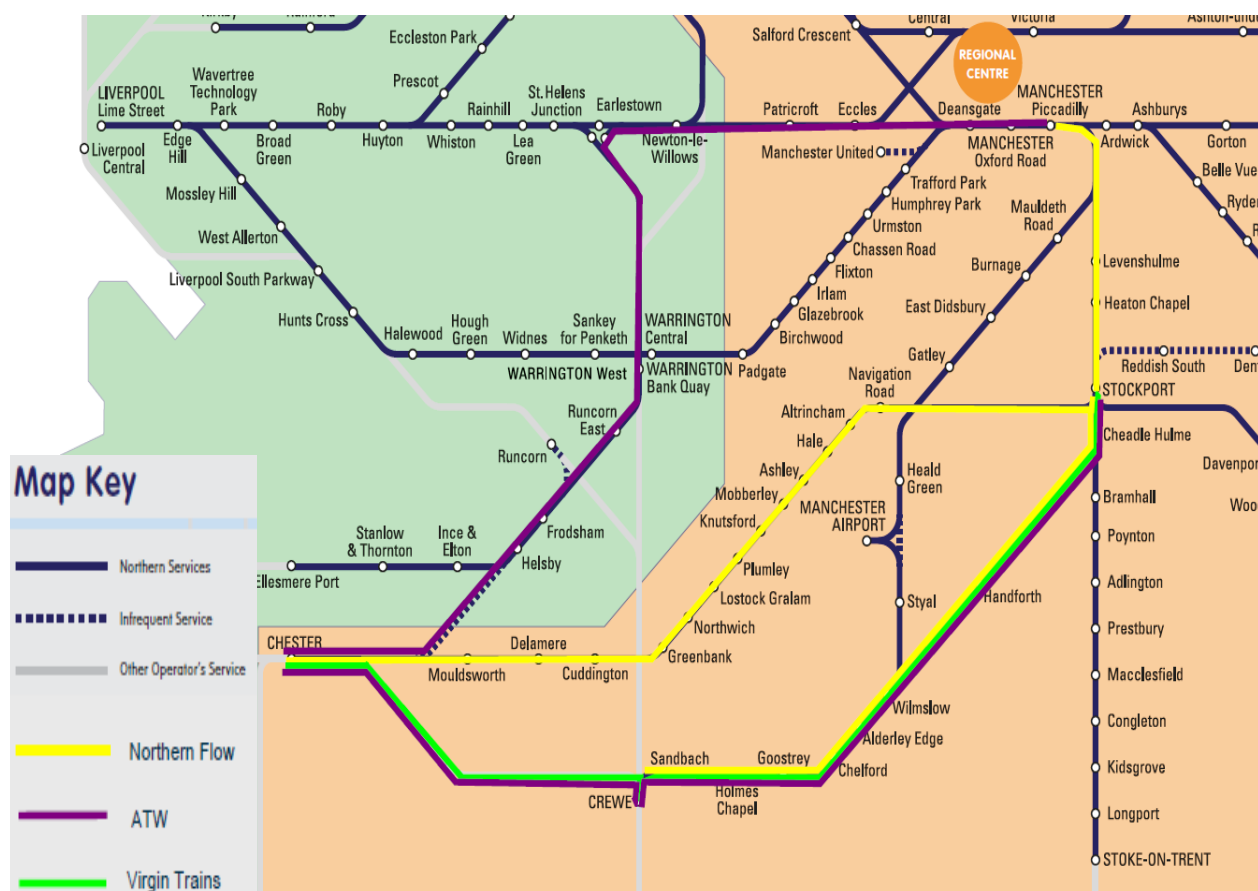 Kirkby
Rainford
Eccleston Park
Prescot
Salford Crescent
Central
Victoria
REGIONAL
CENTRE
LIVERPOOL
Lime Street
Wavertree
Technology
Park
Roby
Rainhill
St. Helens
Junction
Earlestown
Patricroft
Eccles
Deansgate
MANCHESTER
Piccadilly
Ashburys
Liverpool
Central
Edge
Hill
Broad
Green
Huyton
Whiston
Lea
Green
Newton-le-
Willows
Manchester United
MANCHESTER
Oxford Road
Ardwick
Gorton
Mossley Hill
Trafford Park
Humphrey Park
Belle Vue
Urmston
Mauldeth
Road
Ryder
West Allerton
Chassen Road
Liverpool South Parkway
Flixton
Burnage
Levenshulme
Irlam
Hunts Cross
Glazebrook
East Didsbury
Heaton Chapel
Halewood
Hough
Green
Widnes
Sankey
for Penketh
WARRINGTON
Central
Birchwood
WARRINGTON West
WARRINGTON
Bank Quay
Padgate
Gatley
Reddish South
Den
Navigation
Road
STOCKPORT
Runcorn
East
Altrincham
Cheadle Hulme
Runcorn
Hale
Ashley
Heald
Green
Davenpor
Mobberley
MANCHESTER
AIRPORT
Bramhall
Woo
Knutsford
Frodsham
Stanlow
& Thornton
Ince &
Elton
Poynton
Ellesmere Port
Helsby
Plumley
Adlington
Lostock Gralam
Styal
Handforth
Northwich
Prestbury
CHESTER
Delamere
Greenbank
Mouldsworth
Cuddington
Macclesfield
Wilmslow
Congleton
Alderley Edge
Sandbach
Goostrey
Chelford
Kidsgrove
CREWE
Holmes
Chapel
Longport
STOKE-ON-TRENT
Map Key
Northern Services
Infrequent Service
Other Operator's Service
Northern Flow
ATW
Virgin Trains